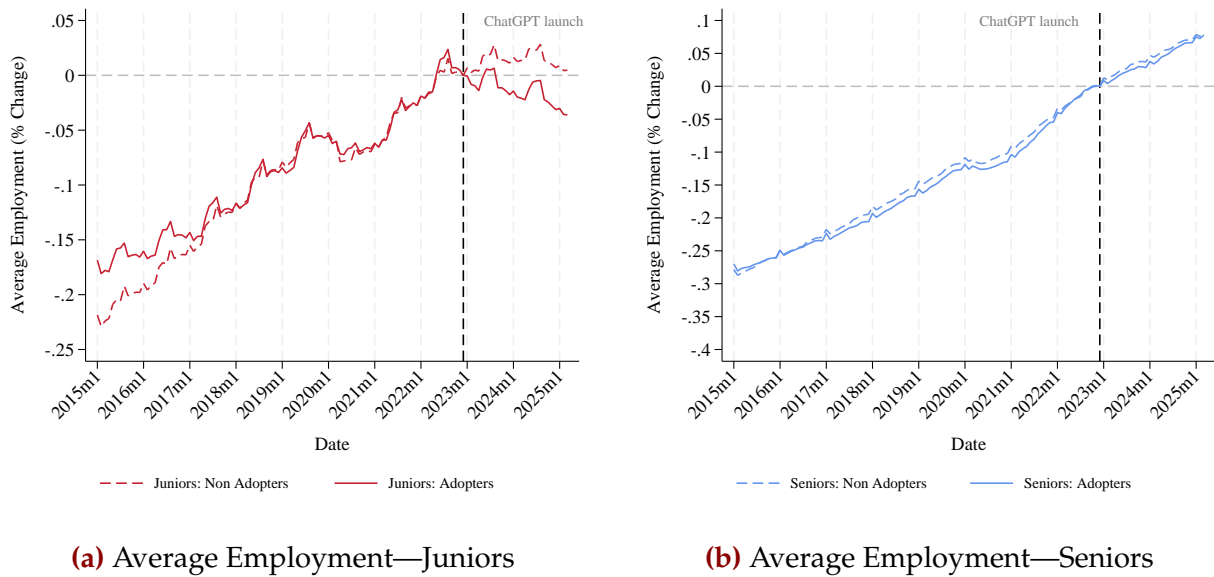 ChatGPT launch
.05
0
-.05
-.1
-.15
-.2
-.25
Average Employment (% Change)
2015m1
2016m1
2017m1
2018m1
2019m1
2020m1
2021m1
2022m1
2023m1
2024m1
2025m1
Date
Juniors: Non Adopters
Juniors: Adopters
(a) Average Employment—Juniors
ChatGPT launch
.1
.05
0
-.05
-.1
-.15
-.2
-.25
-.3
-.35
-.4
Average Employment (% Change)
2015m1
2016m1
2017m1
2018m1
2019m1
2020m1
2021m1
2022m1
2023m1
2024m1
2025m1
Date
Seniors: Non Adopters
Seniors: Adopters
(b) Average Employment—Seniors